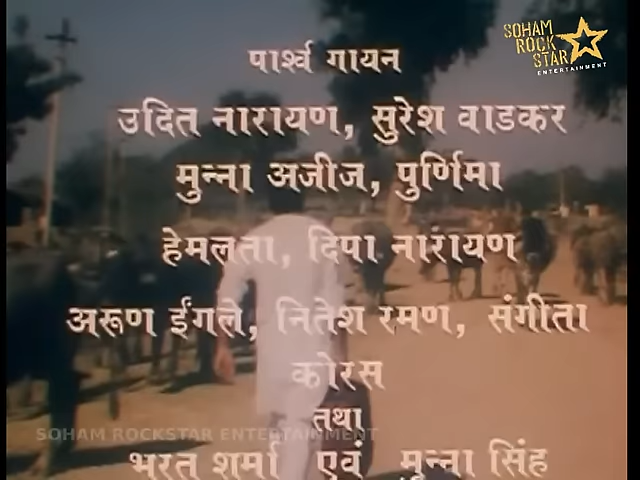 SOHAM
ROCK
STAR
ENTERTAINMENT
पार्श्व गायन
उदित नारायण, सुरेश वाडकर
मुन्ना अजीज, पुर्णिमा
हेमलता, दिपा नारायण
अरूण ईंगले, नितेश रमण, संगीता
कोरस
तथा
SOHAM ROCKSTAR ENTERTAINMENT
भरत शर्मा एवं मुन्ना सिंह